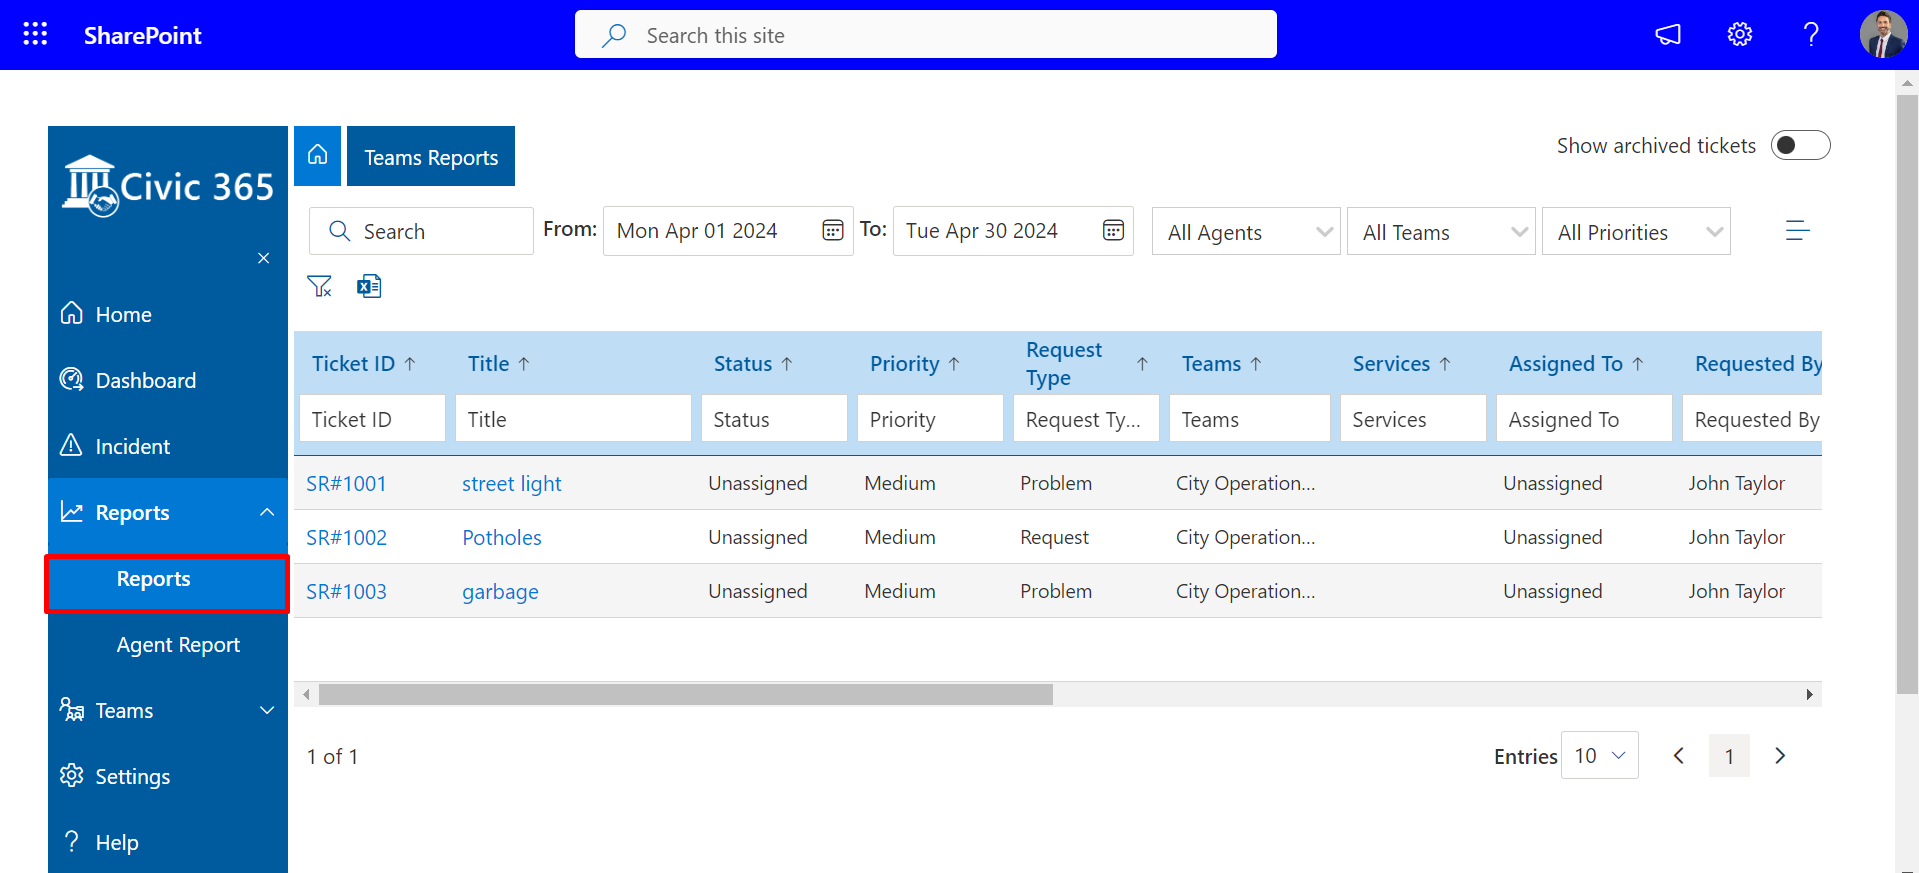 SharePoint
Search this site
Civic 365
Home
Dashboard
Incident
Reports
Reports
Agent Report
Teams
Settings
Help
Teams Reports
Show archived tickets
Search
From: Mon Apr 01 2024
To: Tue Apr 30 2024
All Agents
All Teams
All Priorities
Ticket ID Title Status Priority Request Type Teams Services Assigned To Requested By
Ticket ID Title Status Priority Request Ty... Teams Services Assigned To Requested By
SR#1001 street light Unassigned Medium Problem City Operation... Unassigned John Taylor
SR#1002 Potholes Unassigned Medium Request City Operation... Unassigned John Taylor
SR#1003 garbage Unassigned Medium Problem City Operation... Unassigned John Taylor
1 of 1
Entries 10
1